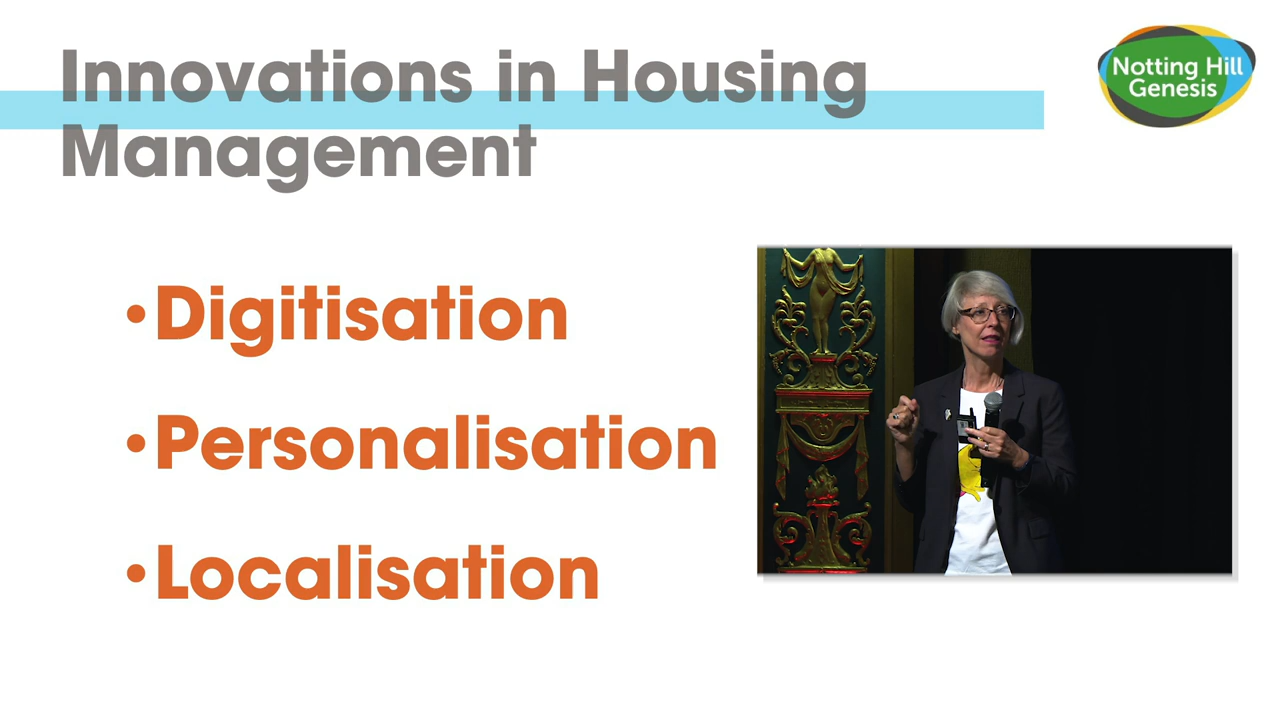 Innovations in Housing
Management
Notting Hill
Genesis
•Digitisation
•Personalisation
•Localisation